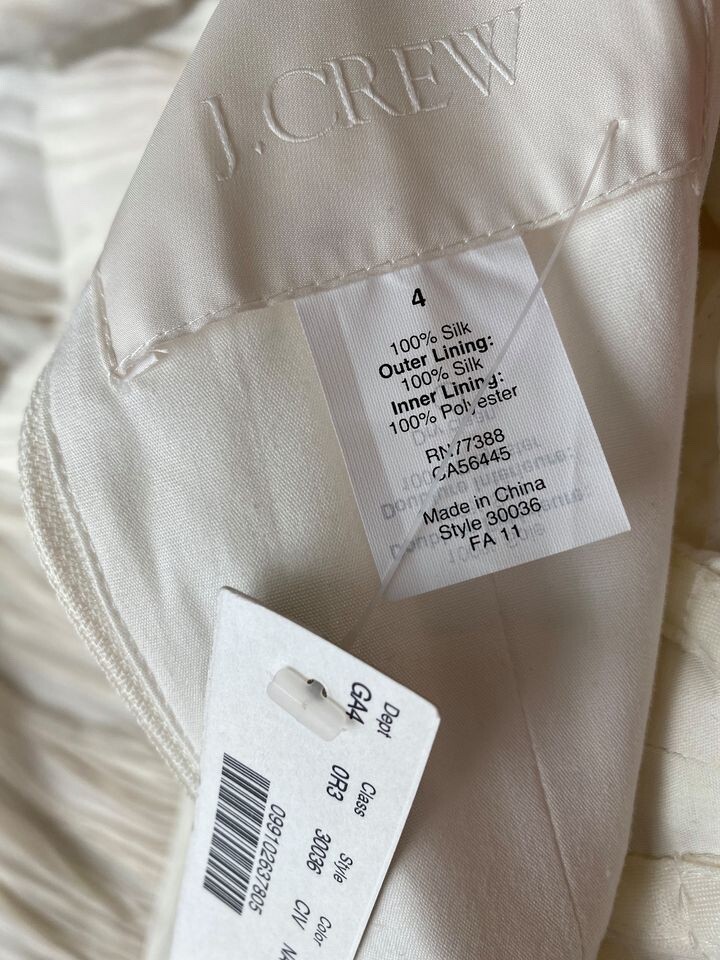 J.CREW
4
100% Silk
Outer Lining:
100% Silk
Inner Lining:
100% Polyester
RN77388
CA56445
Made in China
Style 30036
FA 11
Dept Class Style Color
GA4 0R3 30036 CIV
099102637805